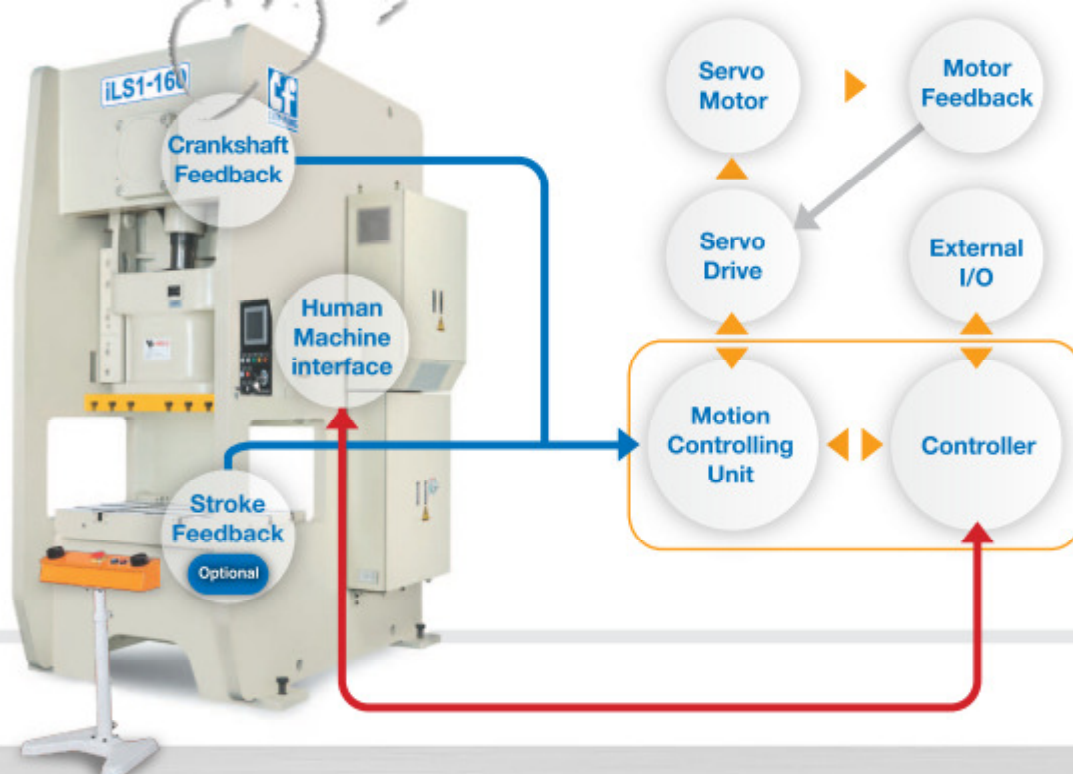 iLS1-160
Crankshaft
Feedback
Human
Machine
interface
Stroke
Feedback
Optional
Servo
Motor
Motor
Feedback
Servo
Drive
External
I/O
Motion
Controlling
Unit
Controller